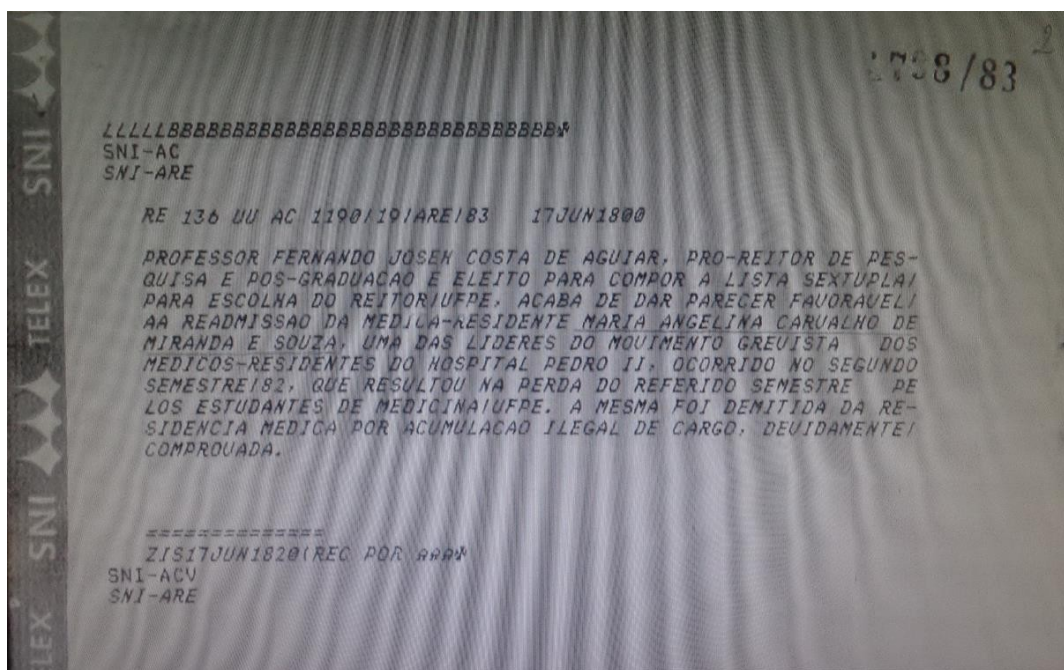 2
8/83
LLLLLBBBBBBBBBBBBBBBBBBBBBBBBBBBBBBBB
SNI-AC
SNI-ARE
RE 136 UU AC 1190/19/ARE/83 17JUN1800
PROFESSOR FERNANDO JOSEH COSTA DE AGUIAR, PRO-REITOR DE PES-
QUISA E POS-GRADUACAO E ELEITO PARA COMPOR A LISTA SEXTUPLA/
PARA ESCOLHA DO REITOR/UFPE, ACABA DE DAR PARECER FAVORAVEL/
AA READMISSAO DA MEDICA-RESIDENTE MARIA ANGELINA CARVALHO DE
MIRANDA E SOUZA, UMA DAS LIDERES DO MOVIMENTO GREVISTA DOS
MEDICOS-RESIDENTES DO HOSPITAL PEDRO II, OCORRIDO NO SEGUNDO
SEMESTRE/82, QUE RESULTOU NA PERDA DO REFERIDO SEMESTRE PE
LOS ESTUDANTES DE MEDICINA/UFPE. A MESMA FOI DEMITIDA DA RE-
SIDENCIA MEDICA POR ACUMULACAO ILEGAL DE CARGO, DEVIDAMENTE/
COMPROVADA.
==============
ZIS17JUN1820(REC POR
SNI-ACV
SNI-ARE
SNI
TELEX
SNI
SNI
TELEX